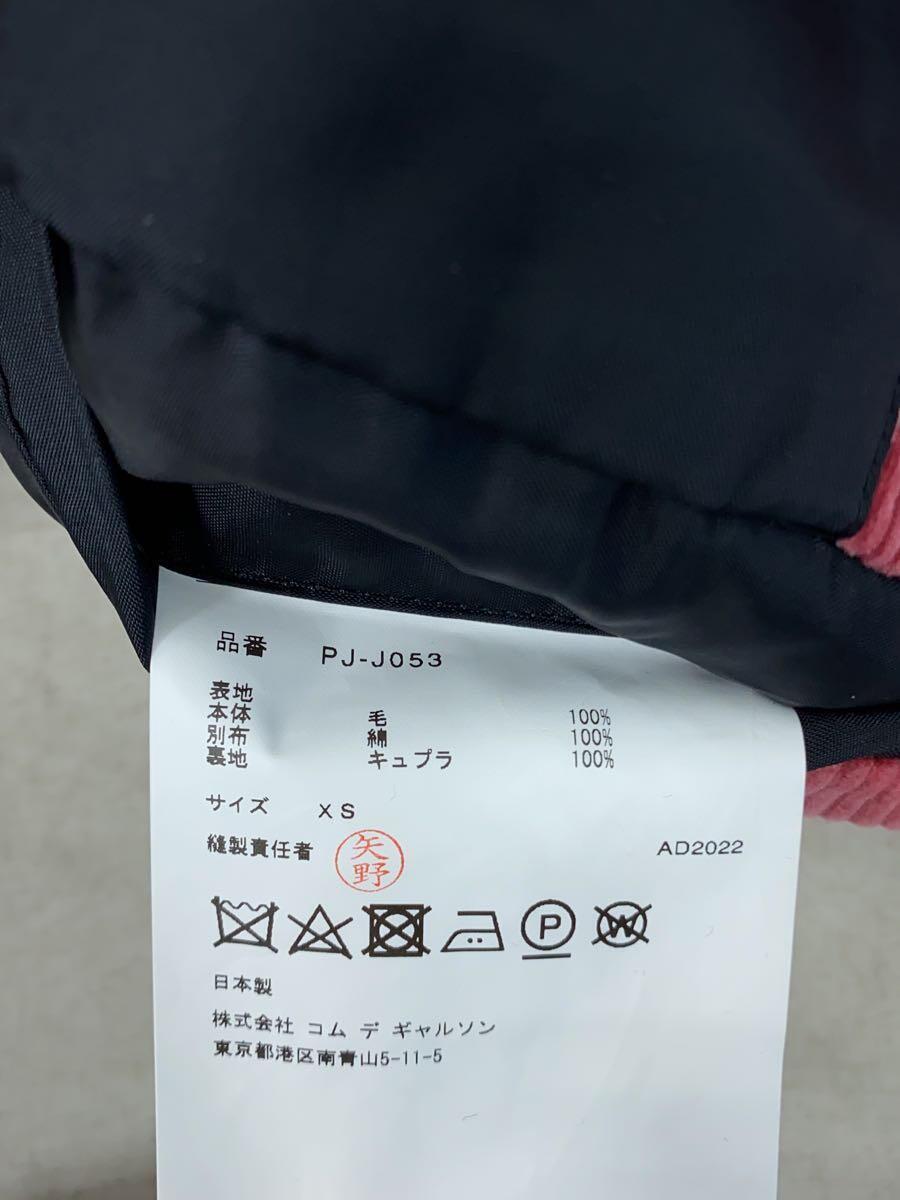 品番 PJ-J053
表地
本体 毛 100%
別布 綿 100%
裏地 キュプラ 100%
サイズ XS
縫製責任者 矢野 AD2022
P W
日本製
株式会社 コム デ ギャルソン
東京都港区南青山5-11-5